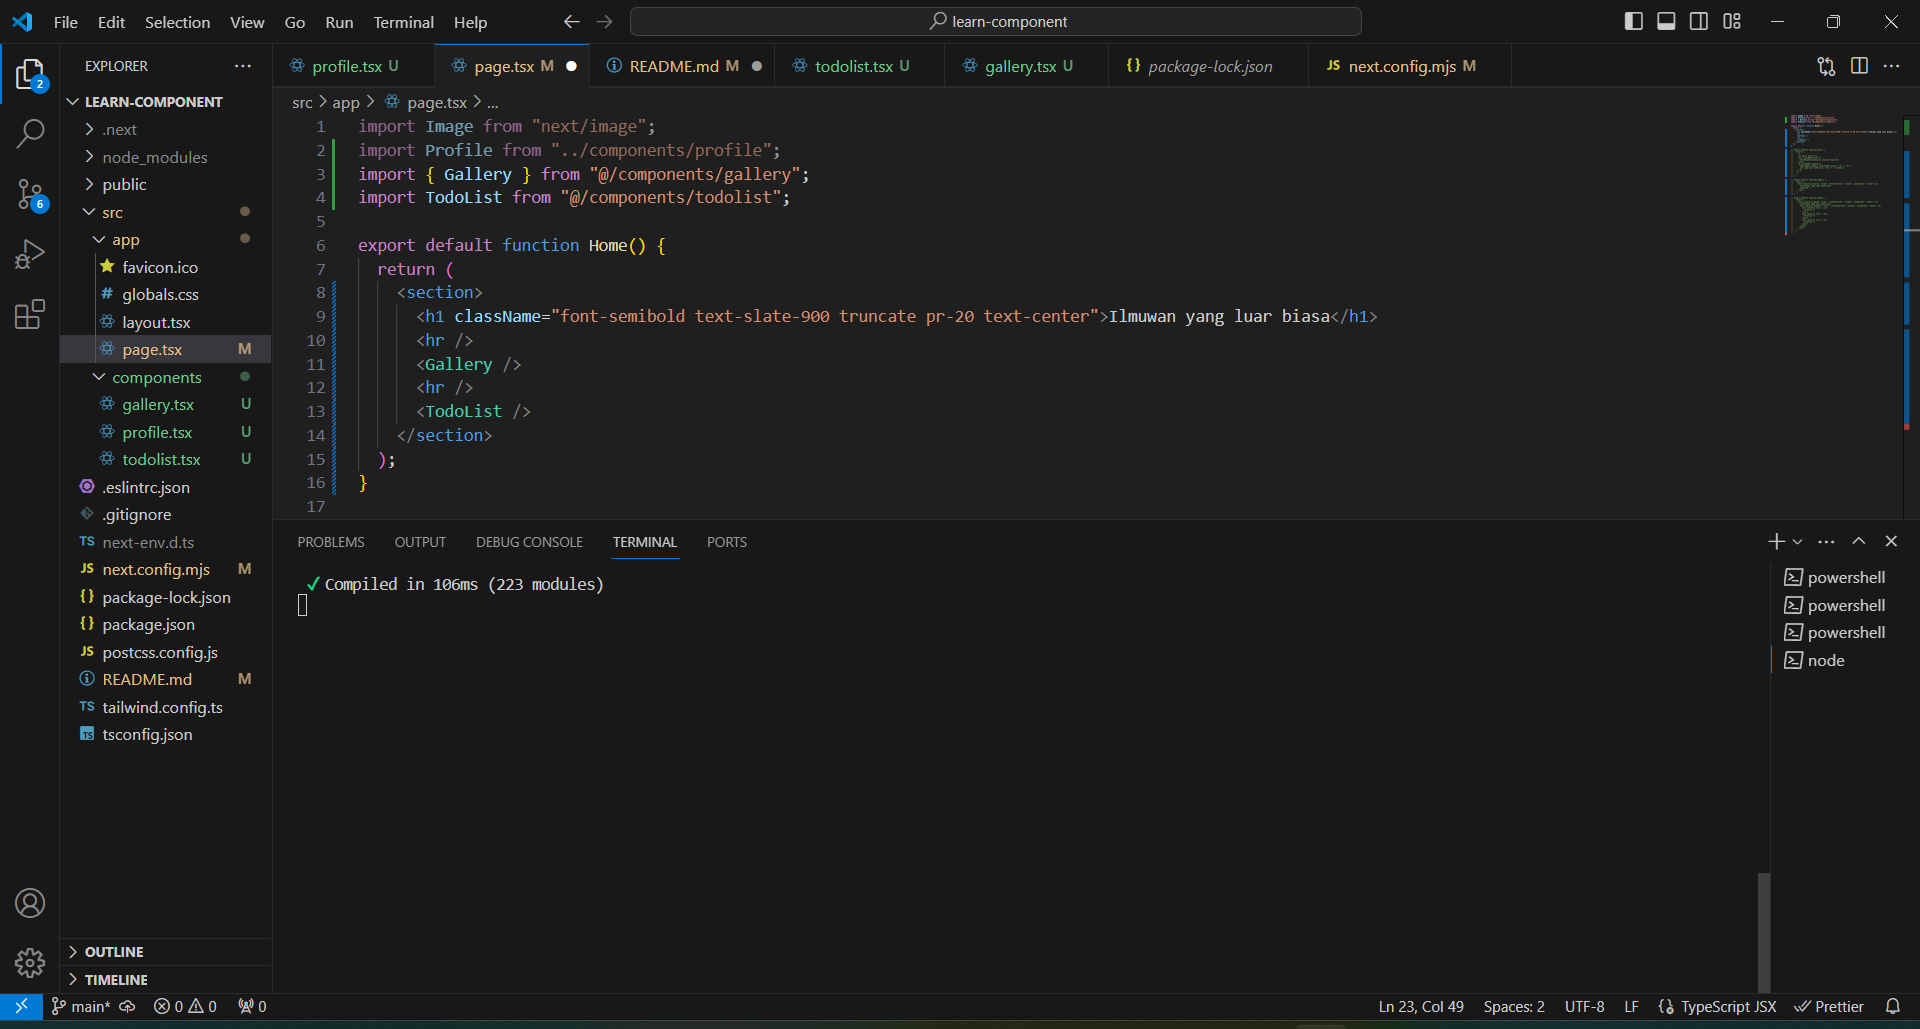 File Edit Selection View Go Run Terminal Help learn-component
2
6
EXPLORER
LEARN-COMPONENT
.next
node_modules
public
src
app
favicon.ico
# globals.css
layout.tsx
page.tsx M
components
gallery.tsx U
profile.tsx U
todolist.tsx U
.eslintrc.json
.gitignore
TS next-env.d.ts
JS next.config.mjs M
{} package-lock.json
{} package.json
JS postcss.config.js
README.md M
TS tailwind.config.ts
TS tsconfig.json
OUTLINE
TIMELINE
profile.tsx U page.tsx M README.md M todolist.tsx U gallery.tsx U {} package-lock.json JS next.config.mjs M
src > app > page.tsx > ...
1 import Image from "next/image";
2 import Profile from "../components/profile";
3 import { Gallery } from "@/components/gallery";
4 import TodoList from "@/components/todolist";
5
6 export default function Home() {
7 return (
8 <section>
9 <h1 className="font-semibold text-slate-900 truncate pr-20 text-center">Ilmuwan yang luar biasa</h1>
10 <hr />
11 <Gallery />
12 <hr />
13 <TodoList />
14 </section>
15 );
16 }
17
PROBLEMS OUTPUT DEBUG CONSOLE TERMINAL PORTS
✓ Compiled in 106ms (223 modules)
powershell
powershell
powershell
node
main* 0 0 0 Ln 23, Col 49 Spaces: 2 UTF-8 LF TypeScript JSX Prettier